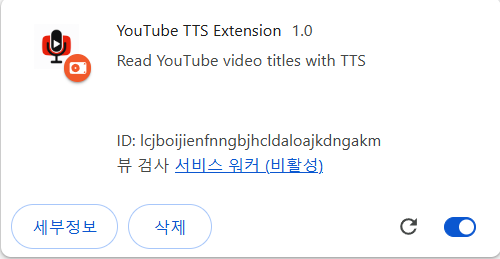 YouTube TTS Extension 1.0
Read YouTube video titles with TTS
ID: lcjboijienfnngbjhcldaloajkdngakm
뷰 검사 서비스 워커 (비활성)
세부정보 삭제